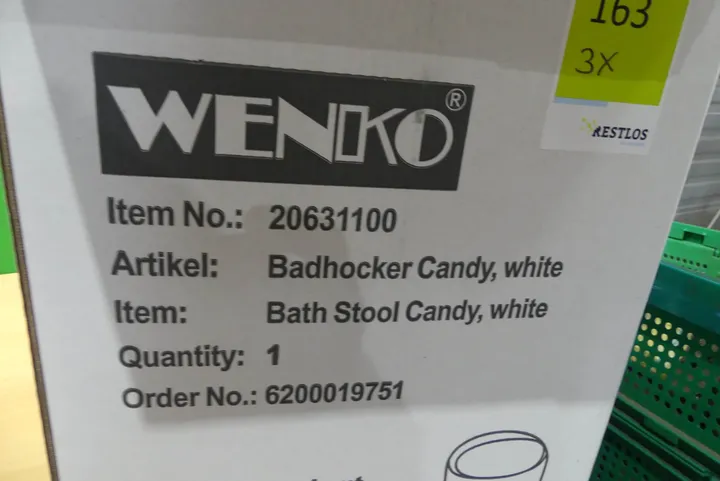 163
3X
RESTLOS
WENKO®
Item No.: 20631100
Artikel: Badhocker Candy, white
Item: Bath Stool Candy, white
Quantity: 1
Order No.: 6200019751